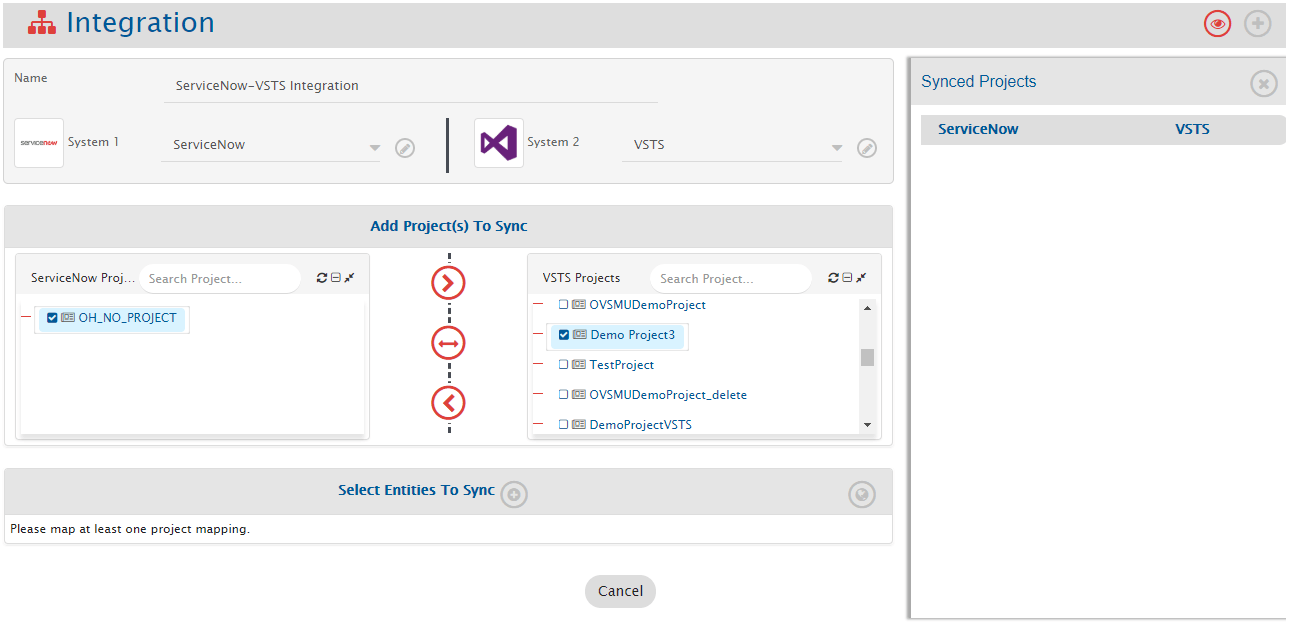 Integration
Name
ServiceNow-VSTS Integration
servicenow
System 1
ServiceNow
System 2
VSTS
Add Project(s) To Sync
ServiceNow Proj...
Search Project...
OH_NO_PROJECT
VSTS Projects
Search Project...
OVSMUDemoProject
Demo Project3
TestProject
OVSMUDemoProject_delete
DemoProjectVSTS
Select Entities To Sync
Please map at least one project mapping.
Cancel
Synced Projects
ServiceNow VSTS